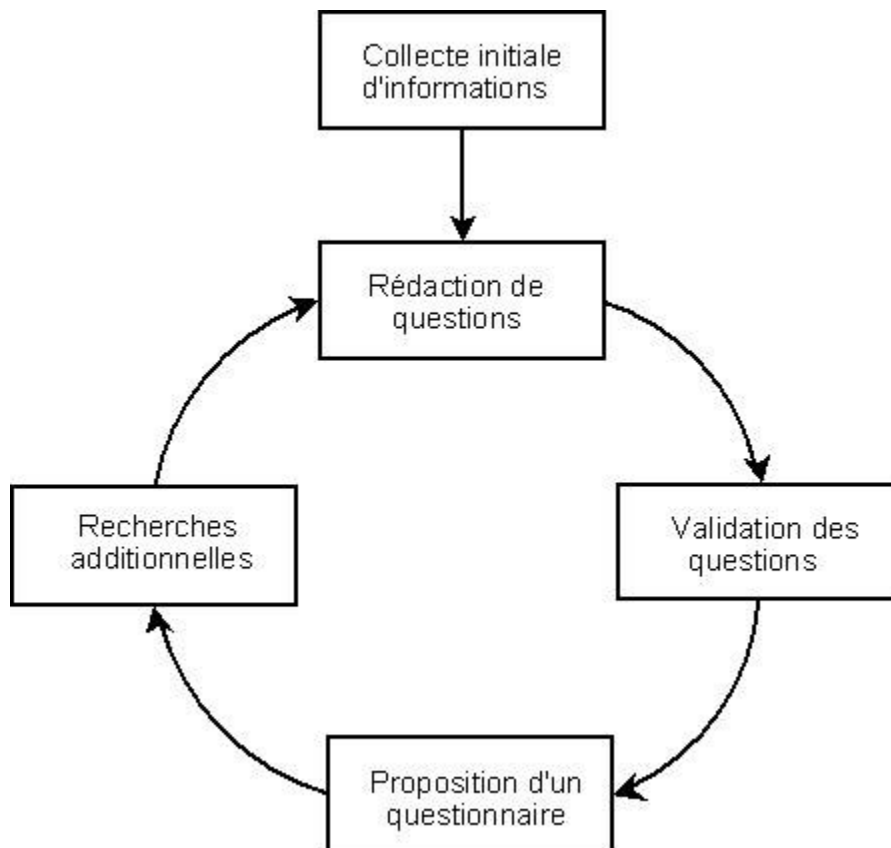 Collecte initiale
d'informations
Rédaction de
questions
Recherches
additionnelles
Validation des
questions
Proposition d'un
questionnaire